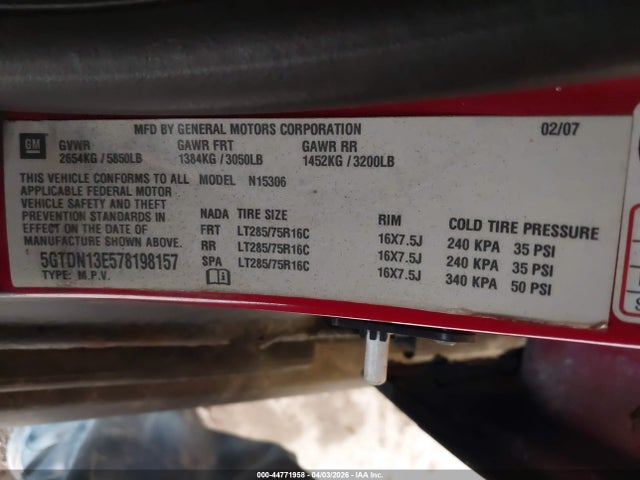 MFD BY GENERAL MOTORS CORPORATION 02/07
GM
GVWR GAWR FRT GAWR RR
2654KG / 5850LB 1384KG / 3050LB 1452KG / 3200LB
THIS VEHICLE CONFORMS TO ALL MODEL N15306
APPLICABLE FEDERAL MOTOR
VEHICLE SAFETY AND THEFT
PREVENTION STANDARDS IN
EFFECT ON THE DATE OF
MANUFACTURE SHOWN ABOVE.
5GTDN13E578198157
TYPE: M.P.V.
NADA TIRE SIZE RIM COLD TIRE PRESSURE
FRT LT285/75R16C 16X7.5J 240 KPA 35 PSI
RR LT285/75R16C 16X7.5J 240 KPA 35 PSI
SPA LT285/75R16C 16X7.5J 340 KPA 50 PSI
000-44771958 - 04/03/2026 - IAA Inc.